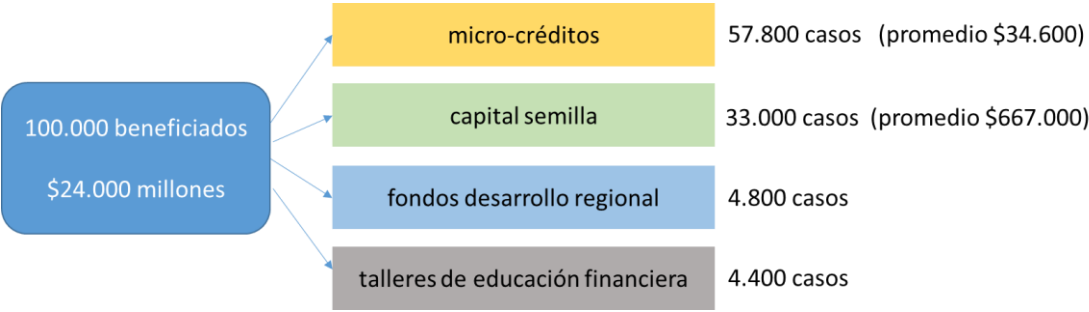 100.000 beneficiados
$24.000 millones
micro-créditos
57.800 casos (promedio $34.600)
capital semilla
33.000 casos (promedio $667.000)
fondos desarrollo regional
4.800 casos
talleres de educación financiera
4.400 casos